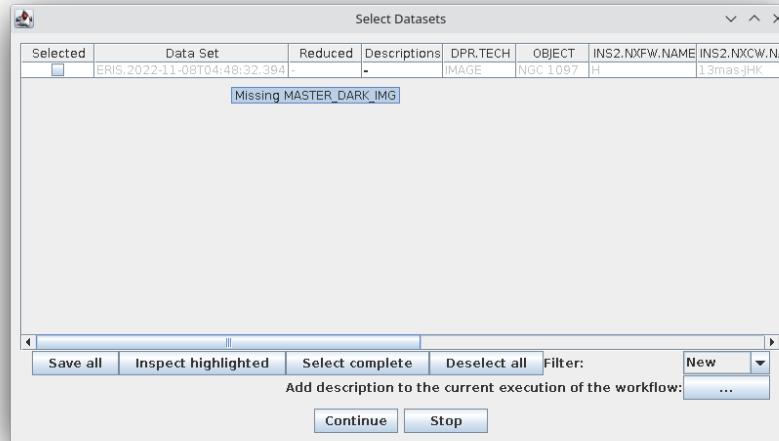 Select Datasets
Selected Data Set Reduced Descriptions DPR.TECH OBJECT INS2.NXFW.NAME INS2.NXCW.N
ERIS.2022-11-08T04:48:32.394 - - IMAGE NGC 1097 H 13mas-JHK
Missing MASTER_DARK_IMG
Save all Inspect highlighted Select complete Deselect all Filter: New
Add description to the current execution of the workflow: ...
Continue Stop